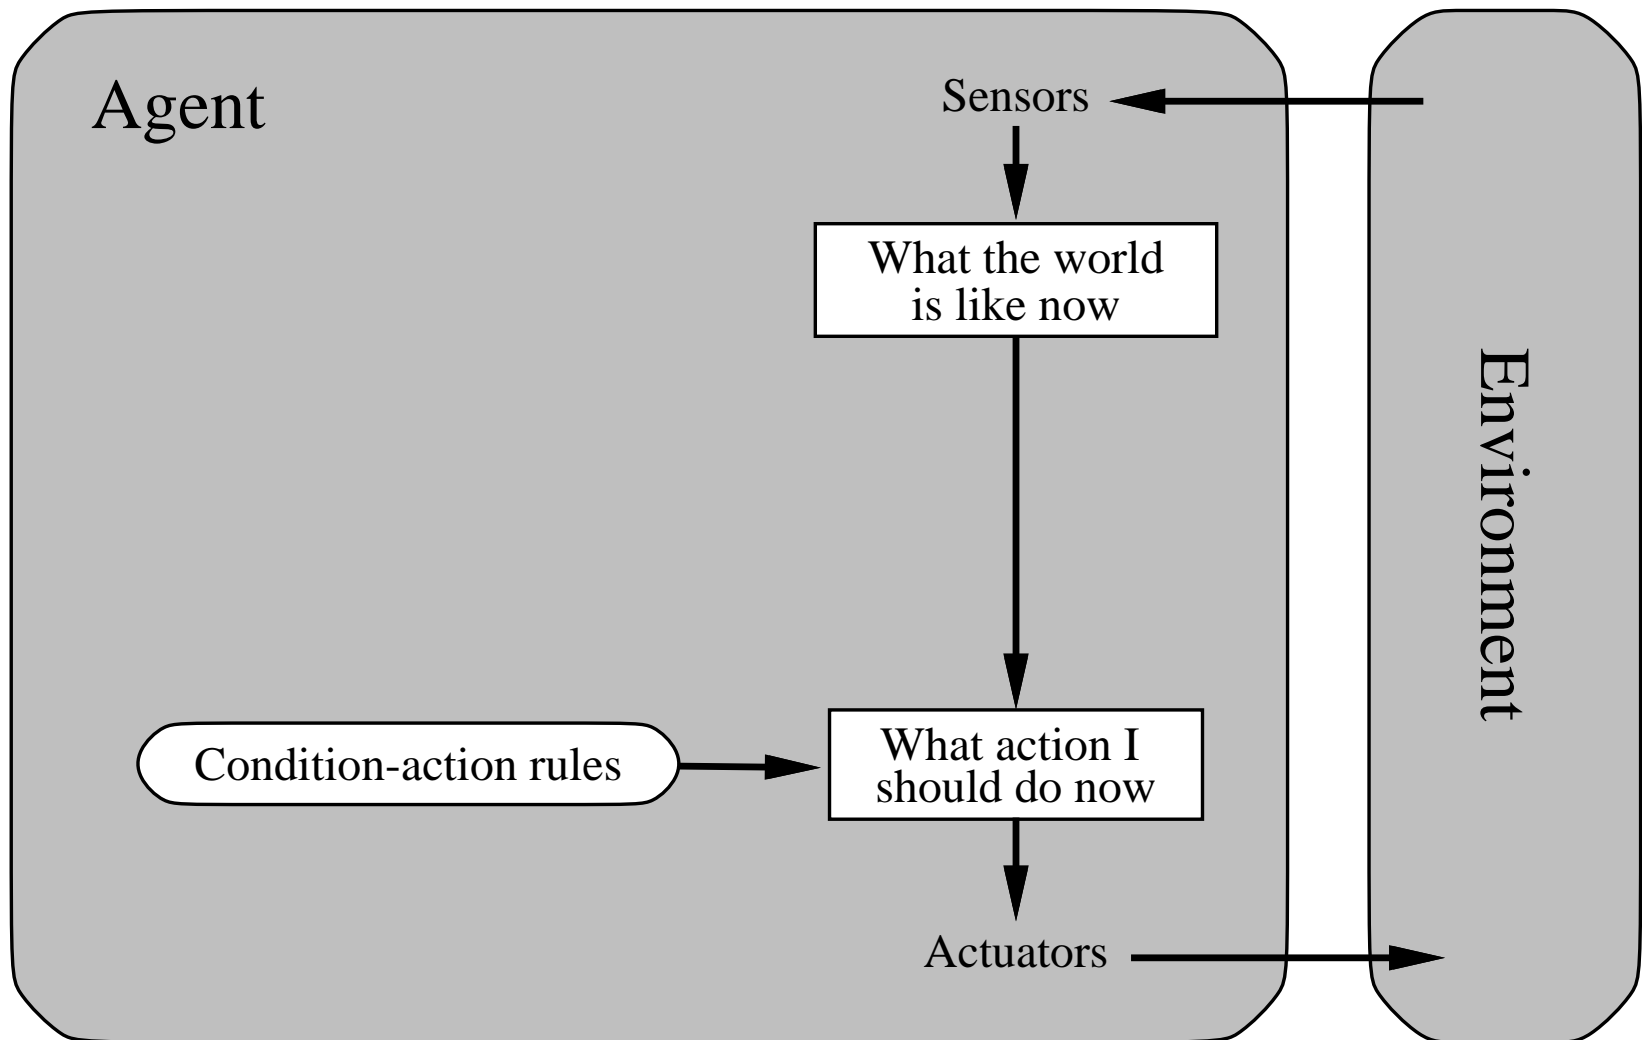 Agent
Sensors
What the world
is like now
Environment
Condition-action rules
What action I
should do now
Actuators